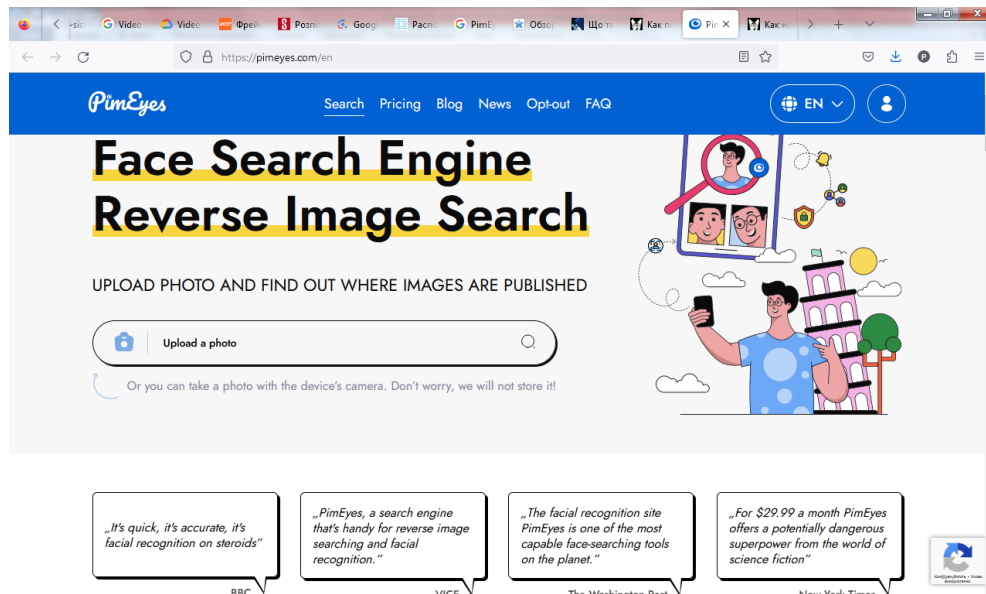 -sis
Video
Video
Фрей
Розпо
Goog
Распо
PimEy
Обзор
Що та
Как п
Pim
Как н
https://pimeyes.com/en
PimEyes
Search
Pricing
Blog
News
Opt-out
FAQ
EN
Face Search Engine
Reverse Image Search
UPLOAD PHOTO AND FIND OUT WHERE IMAGES ARE PUBLISHED
Upload a photo
Or you can take a photo with the device's camera. Don't worry, we will not store it!
„It's quick, it's accurate, it's
facial recognition on steroids”
BBC
„PimEyes, a search engine
that's handy for reverse image
searching and facial
recognition.”
VICE
„The facial recognition site
PimEyes is one of the most
capable face-searching tools
on the planet.”
The Washington Post
„For $29.99 a month PimEyes
offers a potentially dangerous
superpower from the world of
science fiction”
New York Times